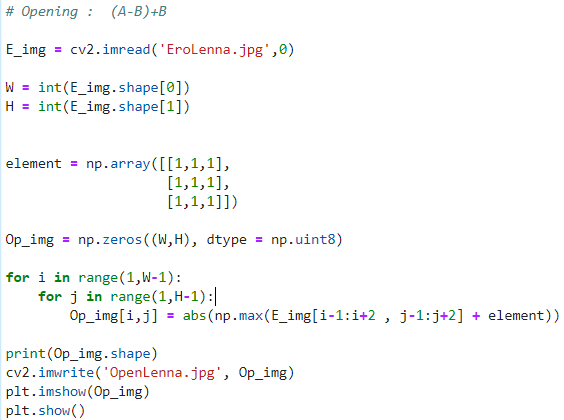 # Opening :  (A-B)+B
E_img = cv2.imread('EroLenna.jpg',0)
W = int(E_img.shape[0])
H = int(E_img.shape[1])
element = np.array([[1,1,1],
                    [1,1,1],
                    [1,1,1]])
Op_img = np.zeros((W,H), dtype = np.uint8)
for i in range(1,W-1):
    for j in range(1,H-1):
        Op_img[i,j] = abs(np.max(E_img[i-1:i+2 , j-1:j+2] + element))
print(Op_img.shape)
cv2.imwrite('OpenLenna.jpg', Op_img)
plt.imshow(Op_img)
plt.show()